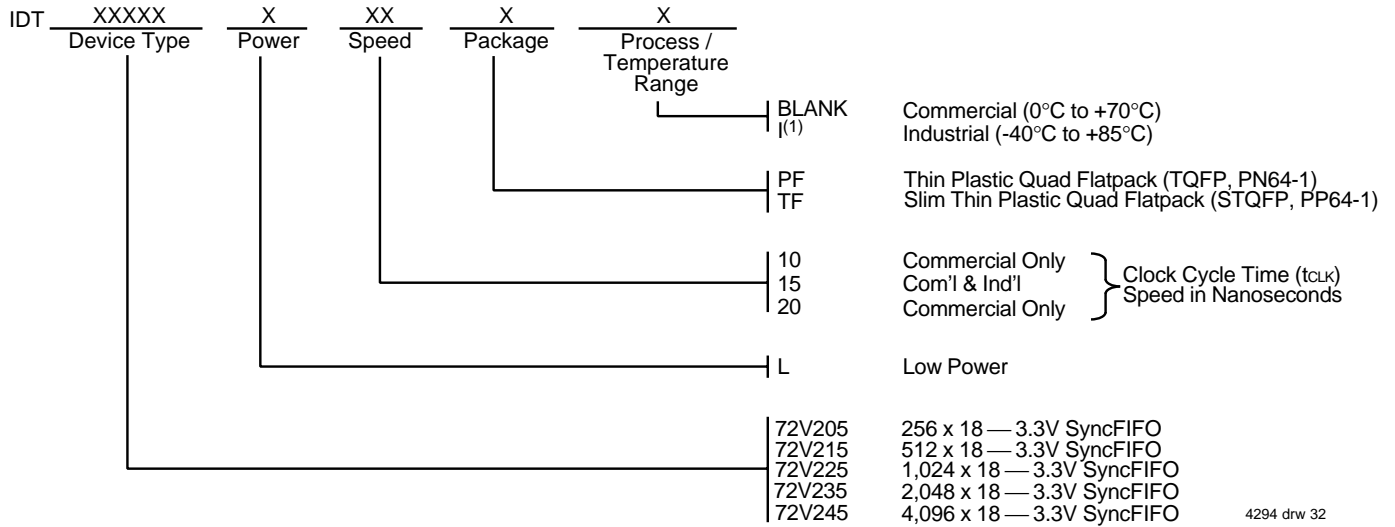 IDT XXXXX X XX X X
Device Type Power Speed Package Process /
Temperature
Range
BLANK Commercial (0°C to +70°C)
I(1) Industrial (-40°C to +85°C)
PF Thin Plastic Quad Flatpack (TQFP, PN64-1)
TF Slim Thin Plastic Quad Flatpack (STQFP, PP64-1)
10 Commercial Only
15 Com'l & Ind'l
20 Commercial Only
Clock Cycle Time (tCLK)
Speed in Nanoseconds
L Low Power
72V205 256 x 18 — 3.3V SyncFIFO
72V215 512 x 18 — 3.3V SyncFIFO
72V225 1,024 x 18 — 3.3V SyncFIFO
72V235 2,048 x 18 — 3.3V SyncFIFO
72V245 4,096 x 18 — 3.3V SyncFIFO
4294 drw 32